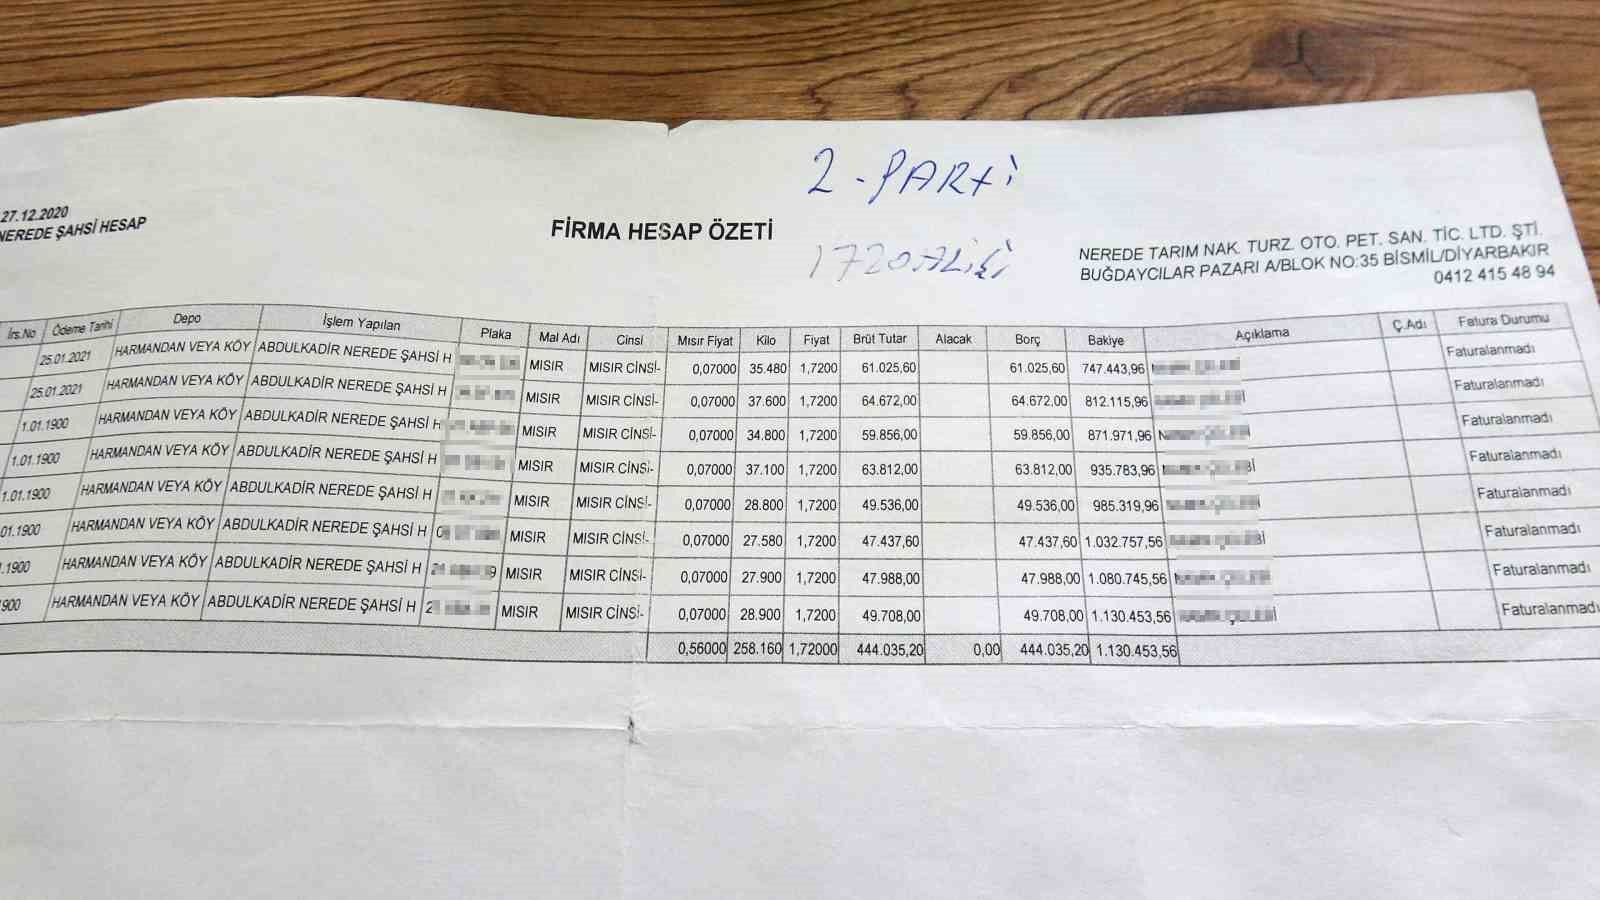 2 - PARTİ
27.12.2020
NEREDE ŞAHSİ HESAP
FİRMA HESAP ÖZETİ
1720
NEREDE TARIM NAK. TURZ. OTO. PET. SAN. TİC. LTD. ŞTİ.
BUĞDAYCILAR PAZARI A/BLOK NO:35 BİSMİL/DİYARBAKIR
0412 415 48 94
İrs.No Ödeme Tarihi Depo İşlem Yapılan Plaka Mal Adı Cinsi Mısır Fiyat Kilo Fiyat Brüt Tutar Alacak Borç Bakiye Açıklama Ç.Adı Fatura Durumu
25.01.2021 HARMANDAN VEYA KÖY ABDULKADİR NEREDE ŞAHSİ H MISIR MISIR CİNSİ- 0,07000 35.480 1,7200 61.025,60 61.025,60 747.443,96 Faturalanmadı
25.01.2021 HARMANDAN VEYA KÖY ABDULKADİR NEREDE ŞAHSİ H MISIR MISIR CİNSİ- 0,07000 37.600 1,7200 64.672,00 64.672,00 812.115,96 Faturalanmadı
1.01.1900 HARMANDAN VEYA KÖY ABDULKADİR NEREDE ŞAHSİ H MISIR MISIR CİNSİ- 0,07000 34.800 1,7200 59.856,00 59.856,00 871.971,96 Faturalanmadı
1.01.1900 HARMANDAN VEYA KÖY ABDULKADİR NEREDE ŞAHSİ H MISIR MISIR CİNSİ- 0,07000 37.100 1,7200 63.812,00 63.812,00 935.783,96 Faturalanmadı
1.01.1900 HARMANDAN VEYA KÖY ABDULKADİR NEREDE ŞAHSİ H MISIR MISIR CİNSİ- 0,07000 28.800 1,7200 49.536,00 49.536,00 985.319,96 Faturalanmadı
01.1900 HARMANDAN VEYA KÖY ABDULKADİR NEREDE ŞAHSİ H MISIR MISIR CİNSİ- 0,07000 27.580 1,7200 47.437,60 47.437,60 1.032.757,56 Faturalanmadı
.1900 HARMANDAN VEYA KÖY ABDULKADİR NEREDE ŞAHSİ H MISIR MISIR CİNSİ- 0,07000 27.900 1,7200 47.988,00 47.988,00 1.080.745,56 Faturalanmadı
900 HARMANDAN VEYA KÖY ABDULKADİR NEREDE ŞAHSİ H MISIR MISIR CİNSİ- 0,07000 28.900 1,7200 49.708,00 49.708,00 1.130.453,56 Faturalanmadı
0,56000 258.160 1,72000 444.035,20 0,00 444.035,20 1.130.453,56